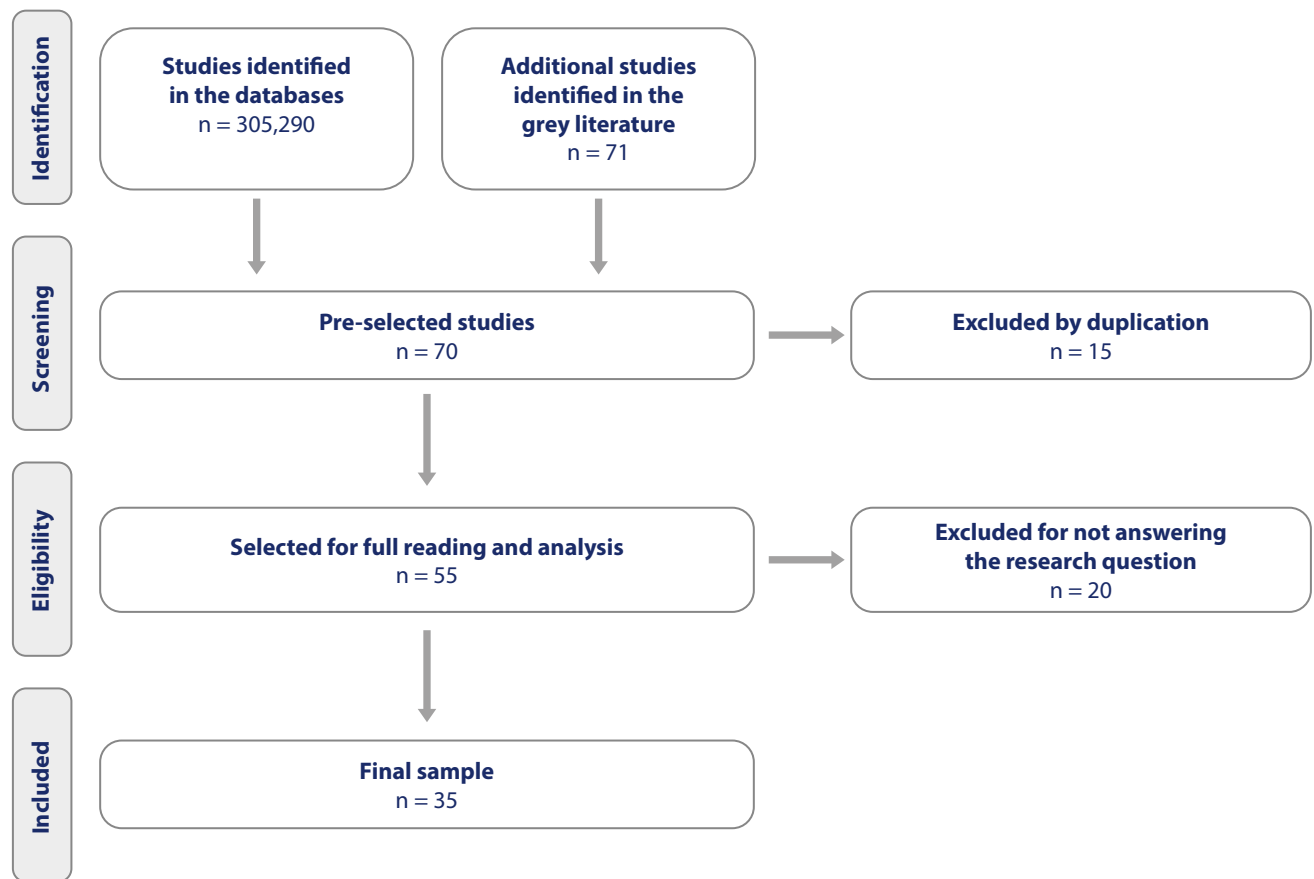 Identification
Studies identified
in the databases
n = 305,290
Additional studies
identified in the
grey literature
n = 71
Screening
Pre-selected studies
n = 70
Excluded by duplication
n = 15
Eligibility
Selected for full reading and analysis
n = 55
Excluded for not answering
the research question
n = 20
Included
Final sample
n = 35